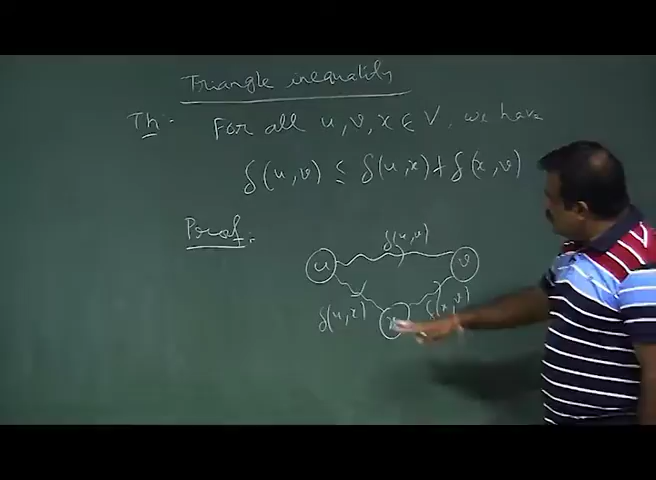 Triangle inequality
Th:- For all u, v, x ∈ V, we have
δ(u,v) ≤ δ(u,x) + δ(x,v)
Proof:
δ(u,v)
u v
δ(u,x) x δ(x,v)